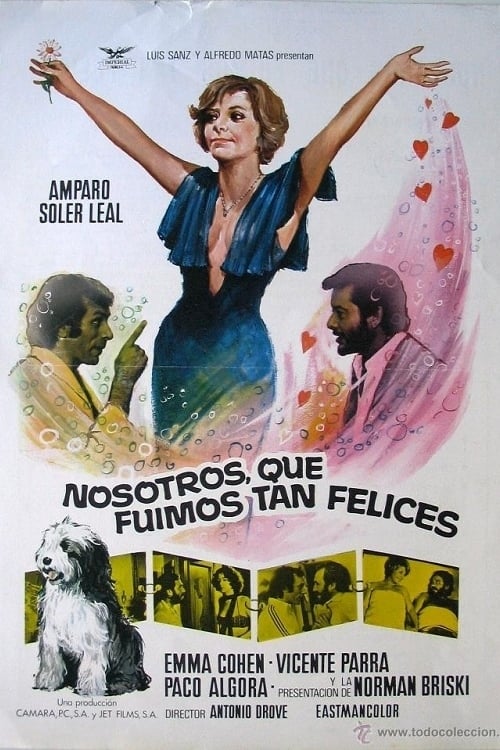 IMPERIAL
LUIS SANZ Y ALFREDO MATAS presentan
AMPARO
SOLER LEAL
NOSOTROS, QUE
FUIMOS TAN FELICES
EMMA COHEN · VICENTE PARRA
PACO ALGORA · Y LA PRESENTACION DE NORMAN BRISKI
Una producción
CAMARA, P.C., S.A. y JET FILMS, S.A.
DIRECTOR ANTONIO DROVE EASTMANCOLOR
www.todocoleccion